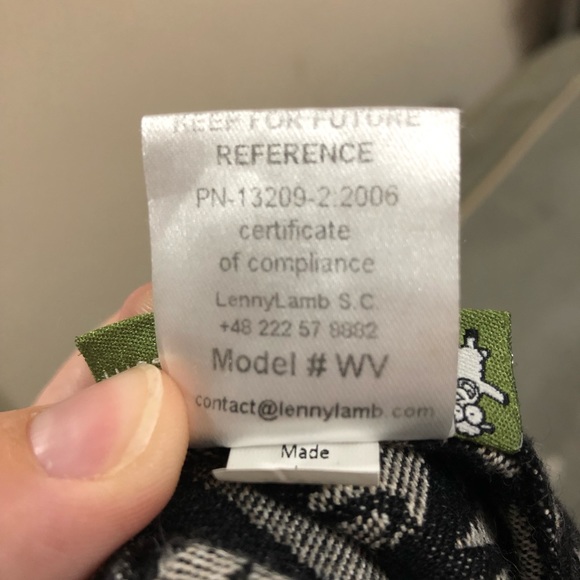 KEEP FOR FUTURE
REFERENCE
PN-13209-2:2006
certificate
of compliance
LennyLamb S.C.
+48 222 57 8882
Model # WV
contact@lennylamb.com
Made